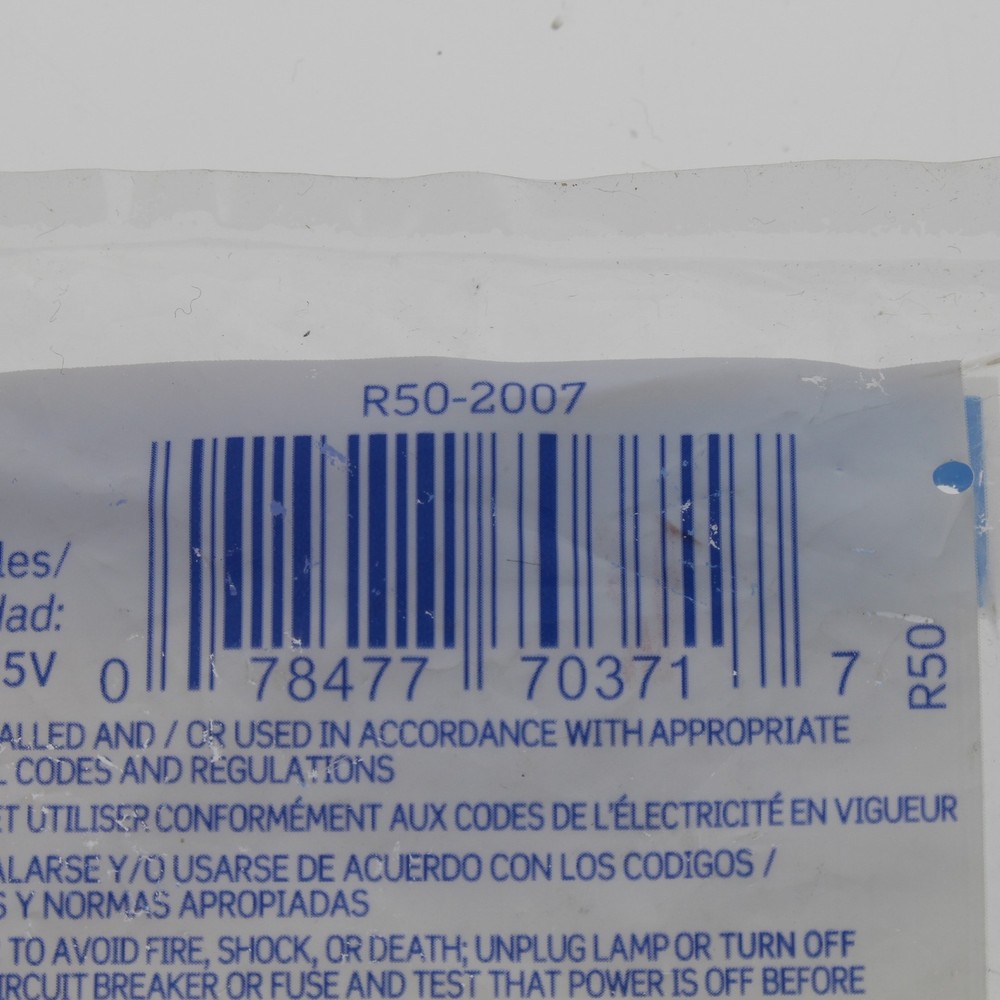 R50-2007
les/
dad:
5V
0 78477 70371 7
R50
ALLED AND / OR USED IN ACCORDANCE WITH APPROPRIATE
L CODES AND REGULATIONS
ET UTILISER CONFORMÉMENT AUX CODES DE L'ÉLECTRICITÉ EN VIGUEUR
ALARSE Y/O USARSE DE ACUERDO CON LOS CODIGOS /
S Y NORMAS APROPIADAS
TO AVOID FIRE, SHOCK, OR DEATH; UNPLUG LAMP OR TURN OFF
IRCUIT BREAKER OR FUSE AND TEST THAT POWER IS OFF BEFORE